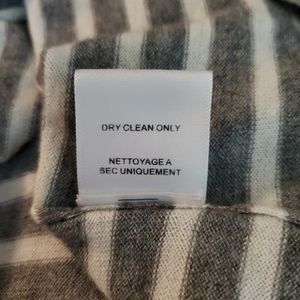 DRY CLEAN ONLY
NETTOYAGE A
SEC UNIQUEMENT